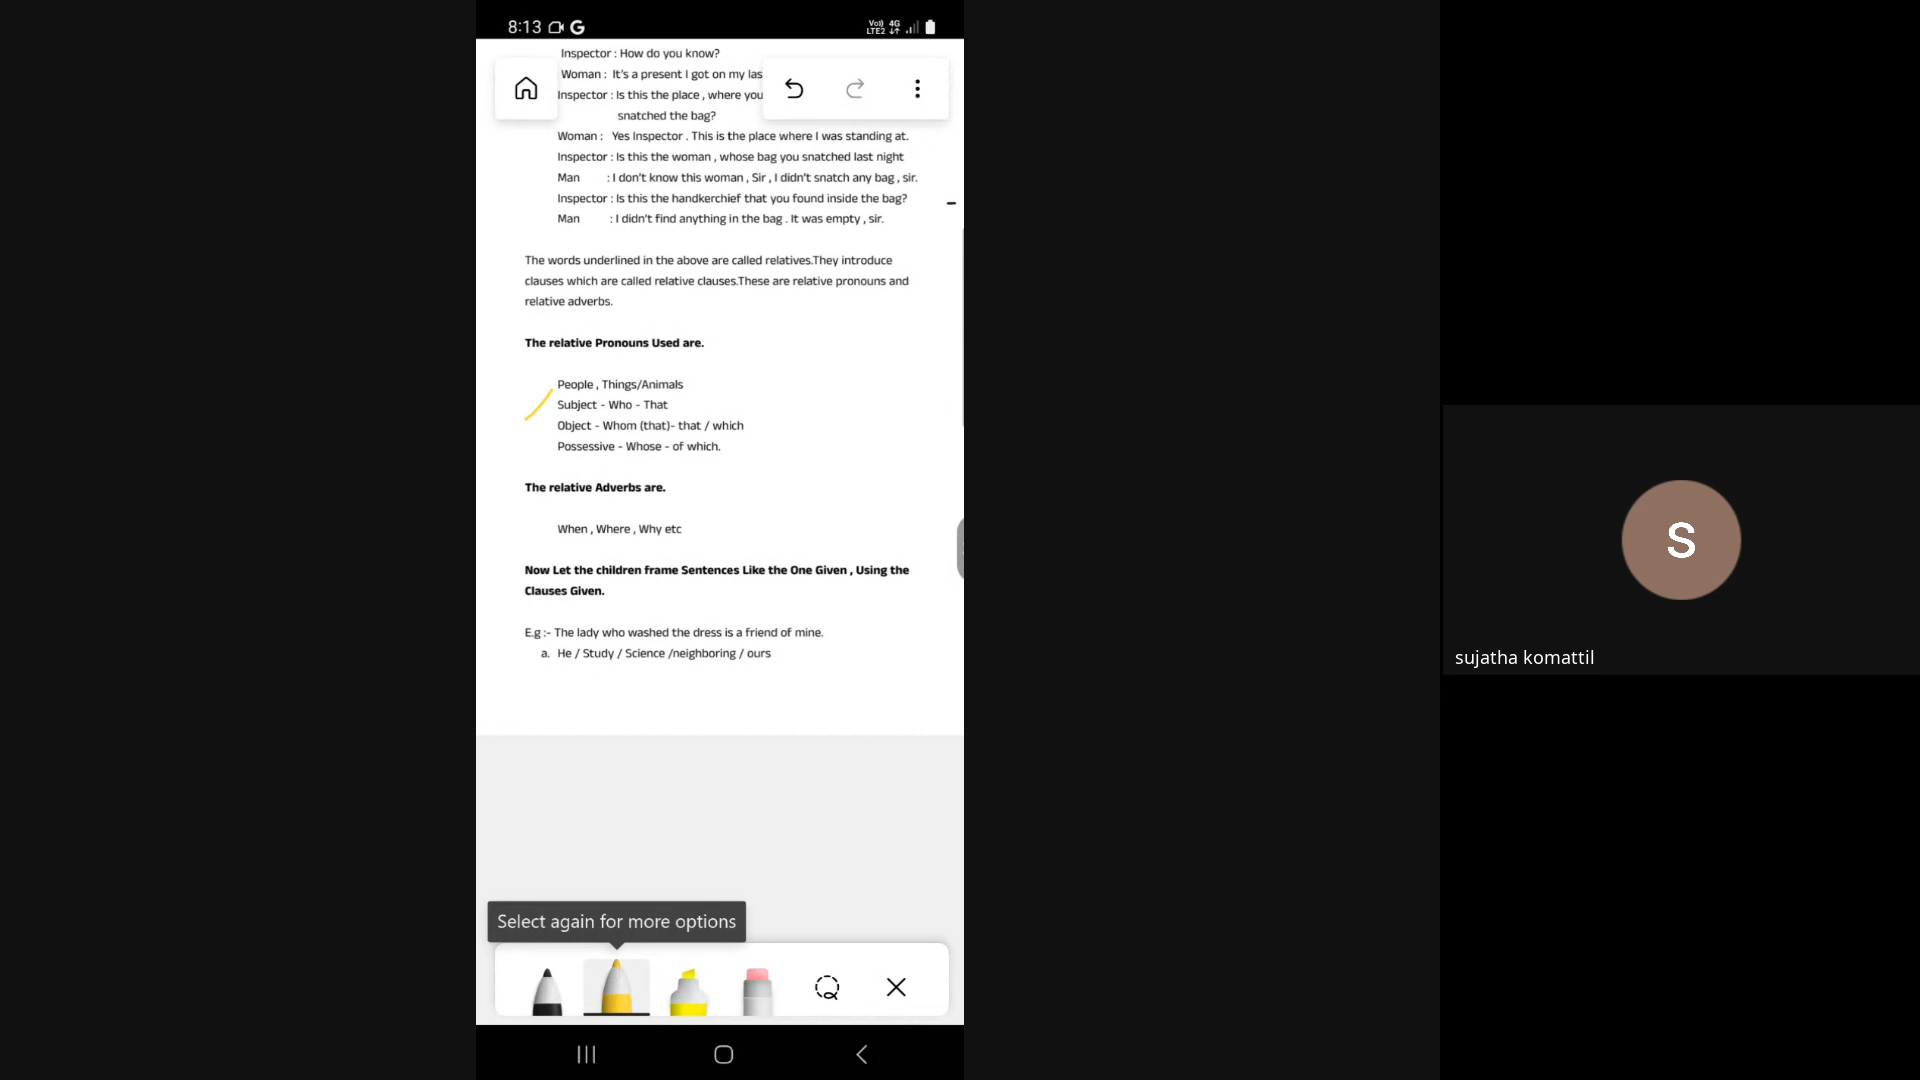 8:13
Vo)) 4G
LTE2
Inspector : How do you know?
Woman : It's a present I got on my las
Inspector : Is this the place , where you
snatched the bag?
Woman : Yes Inspector . This is the place where I was standing at.
Inspector : Is this the woman , whose bag you snatched last night
Man : I don't know this woman , Sir , I didn't snatch any bag , sir.
Inspector : Is this the handkerchief that you found inside the bag?
Man : I didn't find anything in the bag . It was empty , sir.
The words underlined in the above are called relatives.They introduce
clauses which are called relative clauses.These are relative pronouns and
relative adverbs.
The relative Pronouns Used are.
People , Things/Animals
Subject - Who - That
Object - Whom (that)- that / which
Possessive - Whose - of which.
The relative Adverbs are.
When , Where , Why etc
Now Let the children frame Sentences Like the One Given , Using the
Clauses Given.
E.g :- The lady who washed the dress is a friend of mine.
a. He / Study / Science /neighboring / ours
Select again for more options
S
sujatha komattil